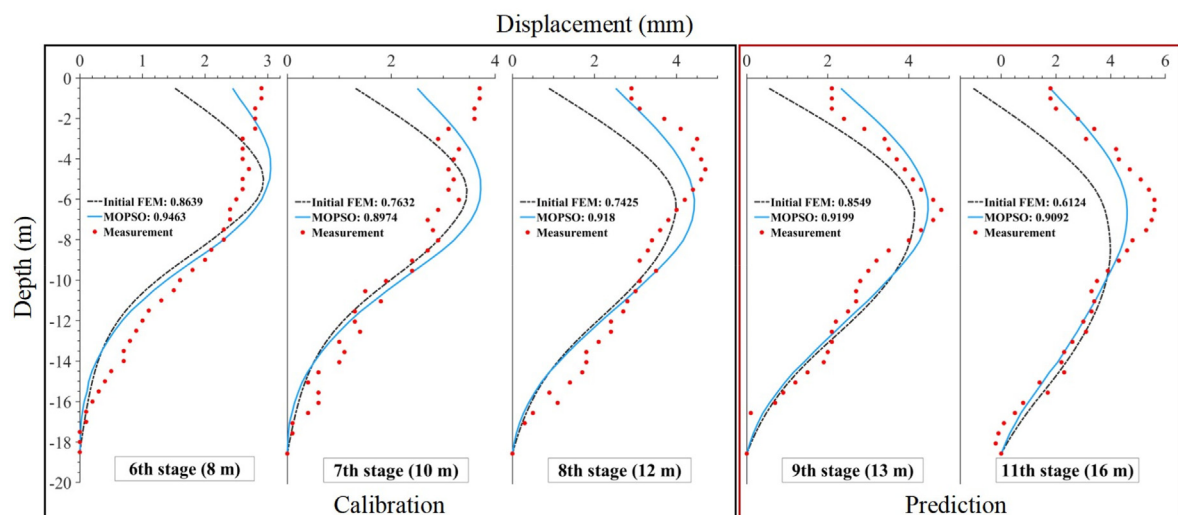 Displacement (mm)
0 1 2 3 0 2 4 0 2 4 0 2 4 0 2 4 6
Depth (m)
0
-2
-4
-6
-8
-10
-12
-14
-16
-18
-20
Initial FEM: 0.8639
MOPSO: 0.9463
Measurement
6th stage (8 m)
Initial FEM: 0.7632
MOPSO: 0.8974
Measurement
7th stage (10 m)
Initial FEM: 0.7425
MOPSO: 0.918
Measurement
8th stage (12 m)
Initial FEM: 0.8549
MOPSO: 0.9199
Measurement
9th stage (13 m)
Initial FEM: 0.6124
MOPSO: 0.9092
Measurement
11th stage (16 m)
Calibration
Prediction